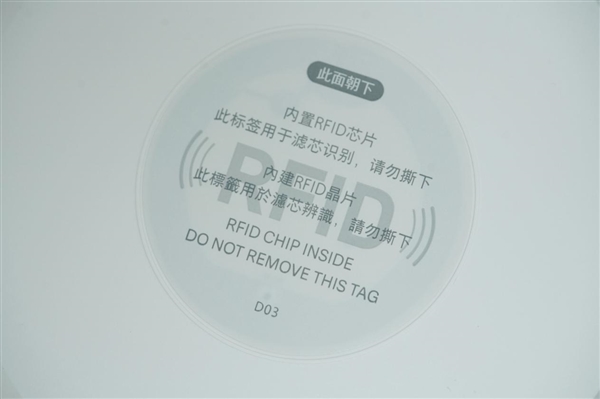 此面朝下
内置RFID芯片
此标签用于滤芯识别，请勿撕下
RFID
內建RFID晶片
此標籤用於濾芯辨識，請勿撕下
RFID CHIP INSIDE
DO NOT REMOVE THIS TAG
D03